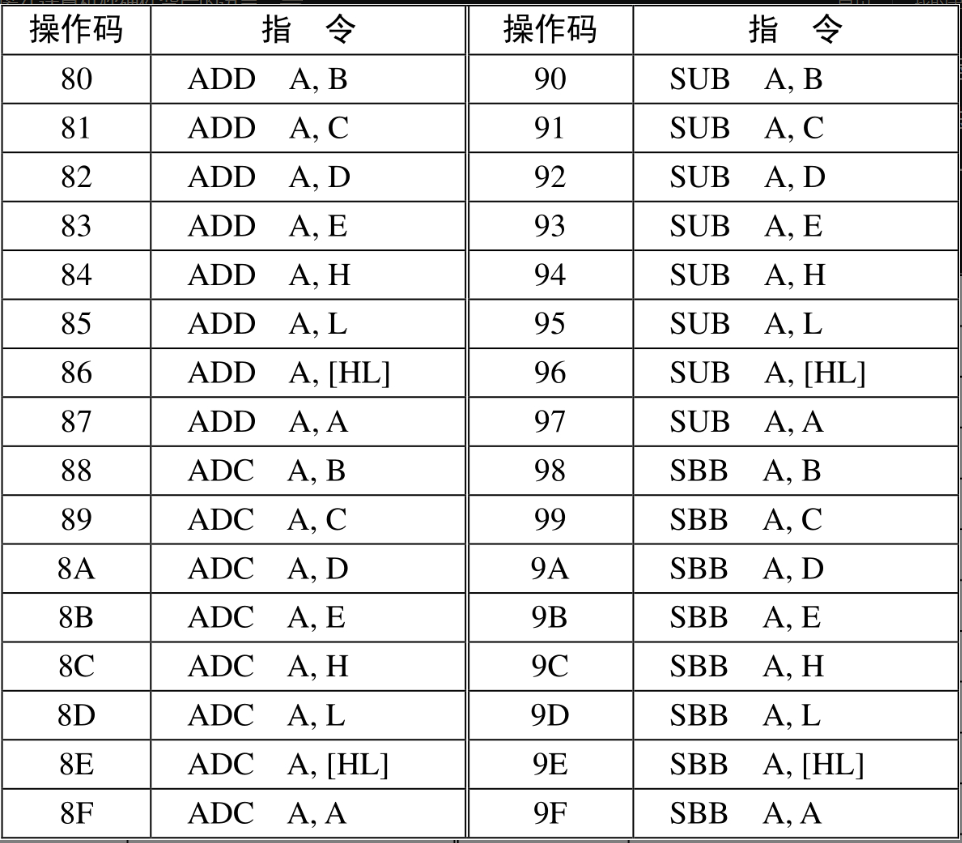 操作码 指 令 操作码 指 令
80 ADD A, B 90 SUB A, B
81 ADD A, C 91 SUB A, C
82 ADD A, D 92 SUB A, D
83 ADD A, E 93 SUB A, E
84 ADD A, H 94 SUB A, H
85 ADD A, L 95 SUB A, L
86 ADD A, [HL] 96 SUB A, [HL]
87 ADD A, A 97 SUB A, A
88 ADC A, B 98 SBB A, B
89 ADC A, C 99 SBB A, C
8A ADC A, D 9A SBB A, D
8B ADC A, E 9B SBB A, E
8C ADC A, H 9C SBB A, H
8D ADC A, L 9D SBB A, L
8E ADC A, [HL] 9E SBB A, [HL]
8F ADC A, A 9F SBB A, A